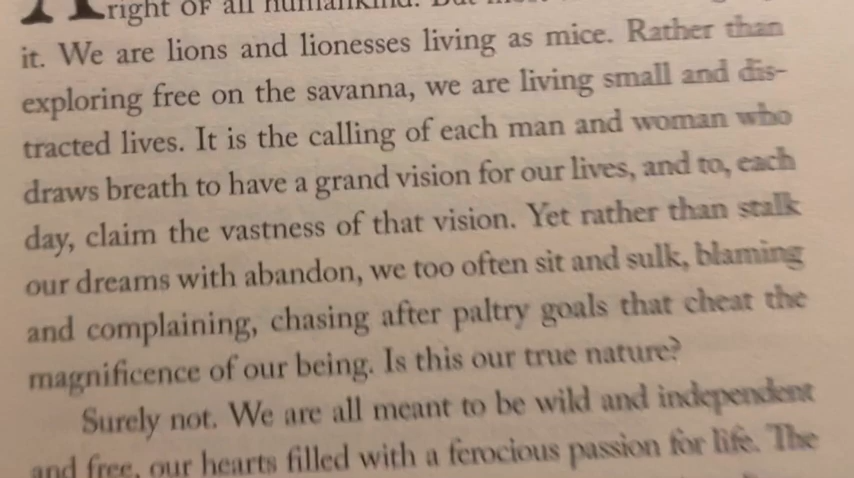 right OF all humankind. But
it. We are lions and lionesses living as mice. Rather than
exploring free on the savanna, we are living small and dis-
tracted lives. It is the calling of each man and woman who
draws breath to have a grand vision for our lives, and to, each
day, claim the vastness of that vision. Yet rather than stalk
our dreams with abandon, we too often sit and sulk, blaming
and complaining, chasing after paltry goals that cheat the
magnificence of our being. Is this our true nature?
Surely not. We are all meant to be wild and independent
and free, our hearts filled with a ferocious passion for life. The